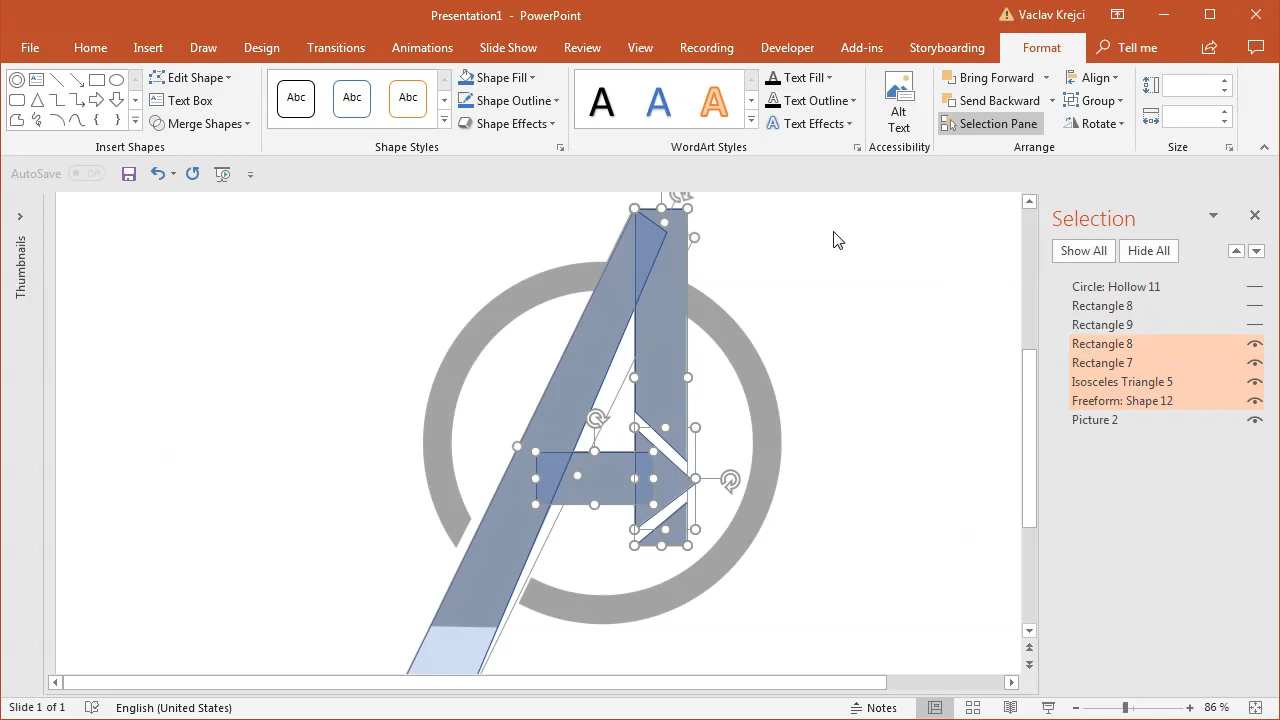 Presentation1 - PowerPoint
Vaclav Krejci
File Home Insert Draw Design Transitions Animations Slide Show Review View Recording Developer Add-ins Storyboarding Format Tell me
Edit Shape
Text Box
Merge Shapes
Insert Shapes
Abc Abc Abc
Shape Fill
Shape Outline
Shape Effects
Shape Styles
A A A
Text Fill
Text Outline
Text Effects
WordArt Styles
Alt
Text
Accessibility
Bring Forward
Send Backward
Selection Pane
Align
Group
Rotate
Arrange
Size
AutoSave Off
Thumbnails
Selection
Show All Hide All
Circle: Hollow 11
Rectangle 8
Rectangle 9
Rectangle 8
Rectangle 7
Isosceles Triangle 5
Freeform: Shape 12
Picture 2
Slide 1 of 1 English (United States) Notes 86 %